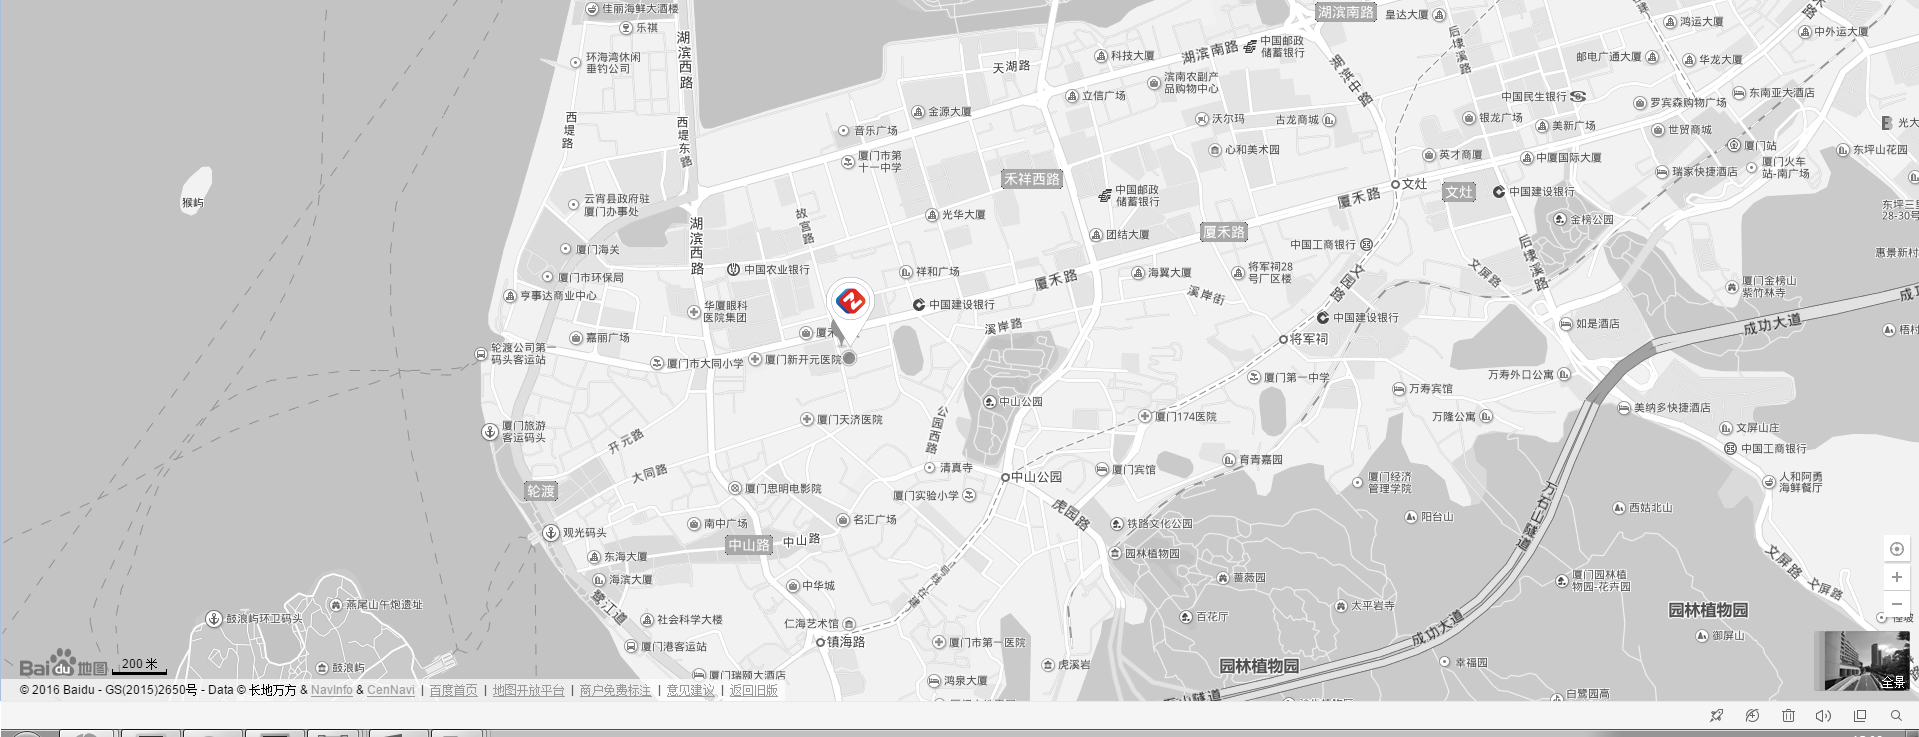 佳丽海鲜大酒楼
乐祺
湖滨南路
皇达大厦
鸿运大厦
中外运大厦
湖滨西路
环海湾休闲
垂钓公司
天湖路
科技大厦
湖滨南路
中国邮政
储蓄银行
后埭溪路
邮电广通大厦
华龙大厦
滨南农副产
品购物中心
湖滨中路
立信广场
中国民生银行
罗宾森购物广场
东南亚大酒店
西堤路
西堤东路
金源大厦
音乐广场
沃尔玛
古龙商城
银龙广场
美新广场
世贸商城
光大
厦门市第
十一中学
心和美术园
英才商厦
中厦国际大厦
厦门站
东坪山花园
瑞家快捷酒店
厦门火车
站-南广场
禾祥西路
中国邮政
储蓄银行
厦禾路
文灶
文灶
中国建设银行
猴屿
云宵县政府驻
厦门办事处
故宫路
光华大厦
金榜公园
东坪三里
28-30号
湖滨西路
团结大厦
厦禾路
中国工商银行
后埭溪路
惠景新村
厦门海关
厦门市环保局
中国农业银行
祥和广场
厦禾路
海翼大厦
将军祠28
号厂区楼
文园路
文屏路
厦门金榜山
紫竹林寺
亨事达商业中心
华厦眼科
医院集团
中国建设银行
溪岸街
中国建设银行
成功大道
嘉丽广场
厦禾
溪岸路
将军祠
如是酒店
成功大道
梧村
轮渡公司第一
码头客运站
厦门市大同小学
厦门新开元医院
厦门第一中学
万寿宾馆
万寿外口公寓
中山公园
厦门174医院
万隆公寓
美纳多快捷酒店
厦门旅游
客运码头
厦门天济医院
公园西路
文屏山庄
中国工商银行
开元路
大同路
清真寺
中山公园
厦门宾馆
育青嘉园
厦门经济
管理学院
人和阿勇
海鲜餐厅
轮渡
厦门思明电影院
厦门实验小学
万石山隧道
观光码头
南中广场
名汇广场
虎园路
铁路文化公园
阳台山
西姑北山
中山路
中山路
东海大厦
园林植物园
文屏路
文屏路
海滨大厦
中华城
1号线(在建)
蔷薇园
厦门园林植
物园-花卉园
鼓浪屿环卫码头
燕尾山午炮遗址
鹭江道
社会科学大楼
仁海艺术馆
百花厅
太平岩寺
园林植物园
厦门港客运站
镇海路
厦门市第一医院
成功大道
御屏山
鼓浪屿
厦门瑞颐大酒店
虎溪岩
园林植物园
幸福园
鸿泉大厦
白鹭园高
Bai du 地图
200 米
全景
© 2016 Baidu - GS(2015)2650号 - Data © 长地万方 & NavInfo & CenNavi | 百度首页 | 地图开放平台 | 商户免费标注 | 意见建议 | 返回旧版